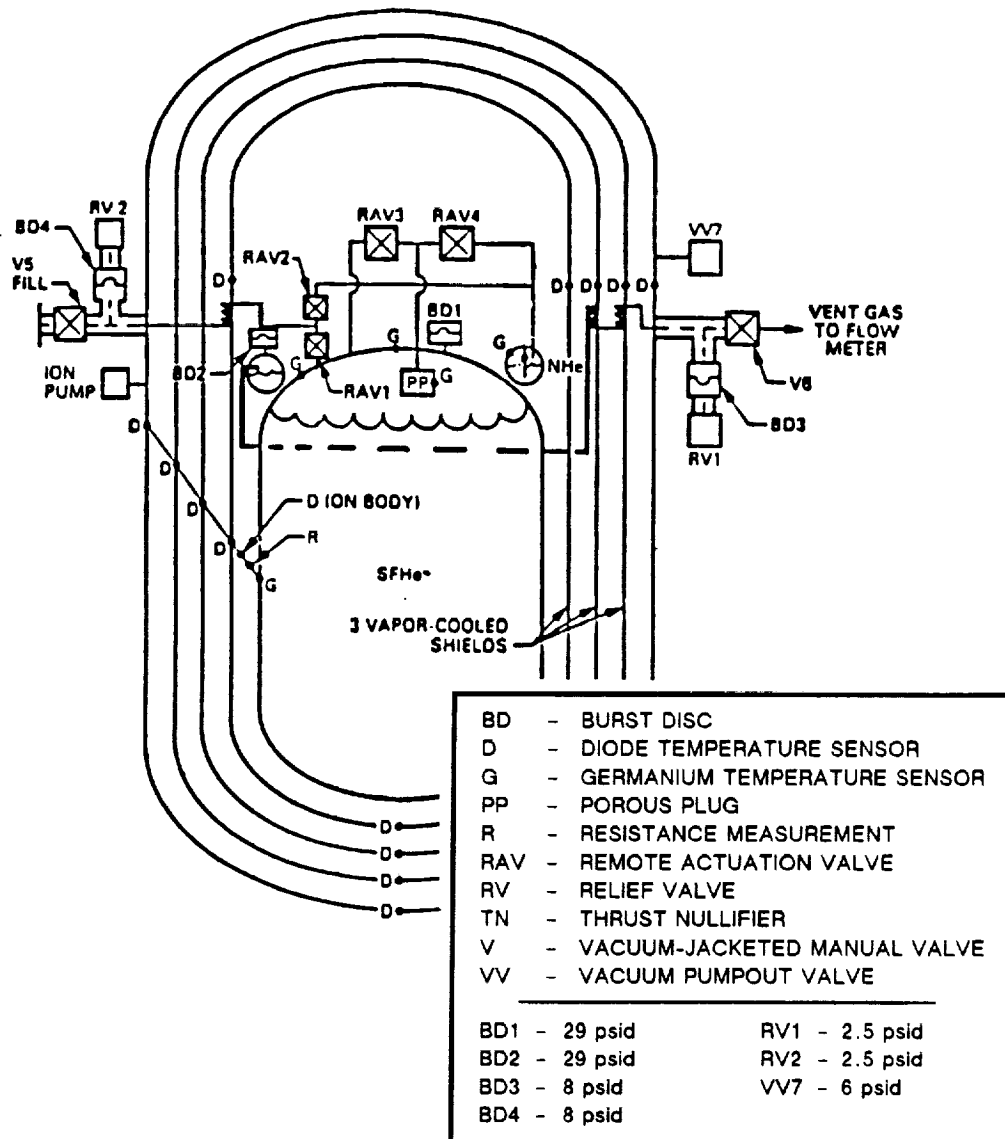 RV 2
BD4
V5
FILL
ION
PUMP
D
BD2
RAV2
RAV1
G
RAV3
RAV4
BD1
PP
G
G
G
NHe
D
D
D
D
VV7
VENT GAS
TO FLOW
METER
V6
BD3
RV1
D
D
D
D
D (ION BODY)
R
G
SFHe
3 VAPOR-COOLED
SHIELDS
D
D
D
D
BD - BURST DISC
D - DIODE TEMPERATURE SENSOR
G - GERMANIUM TEMPERATURE SENSOR
PP - POROUS PLUG
R - RESISTANCE MEASUREMENT
RAV - REMOTE ACTUATION VALVE
RV - RELIEF VALVE
TN - THRUST NULLIFIER
V - VACUUM-JACKETED MANUAL VALVE
VV - VACUUM PUMPOUT VALVE
BD1 - 29 psid RV1 - 2.5 psid
BD2 - 29 psid RV2 - 2.5 psid
BD3 - 8 psid VV7 - 6 psid
BD4 - 8 psid